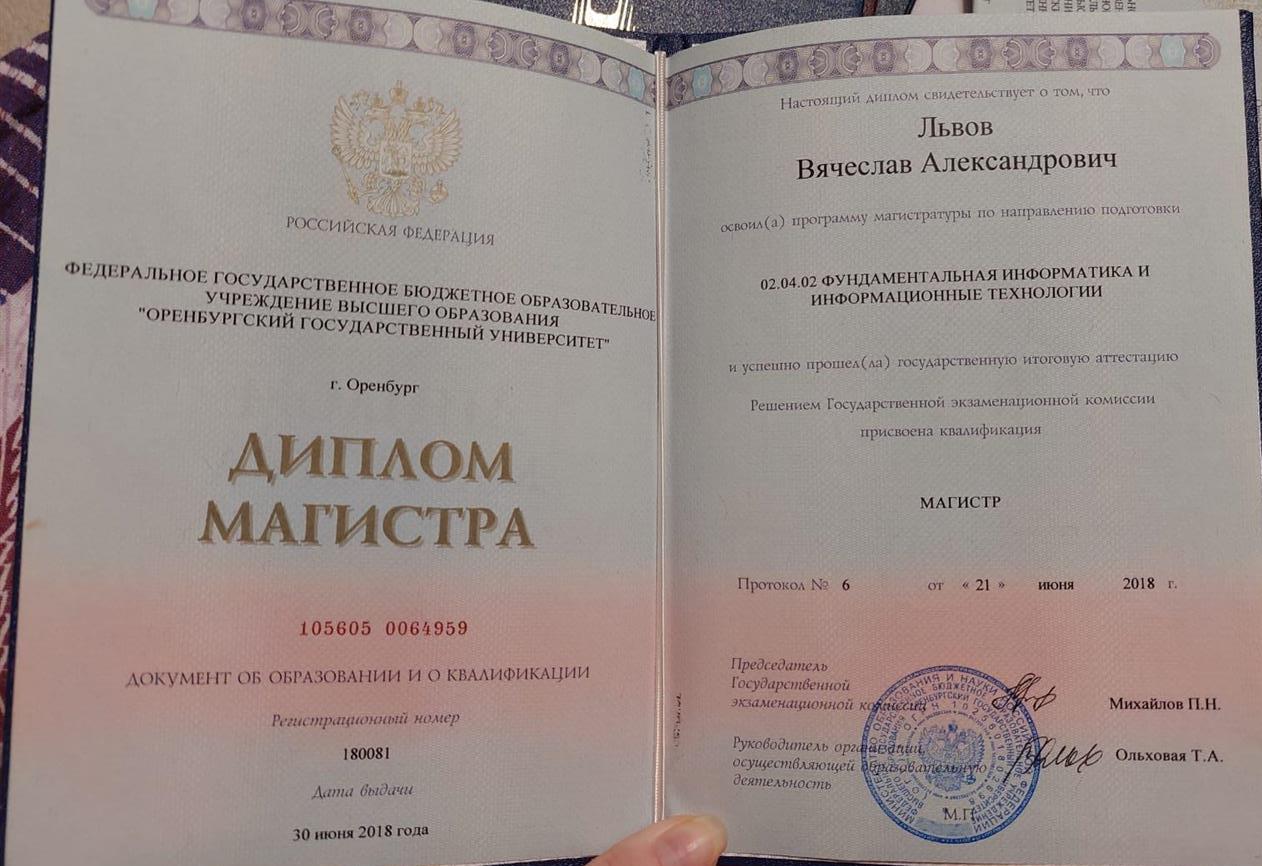 РОССИЙСКАЯ ФЕДЕРАЦИЯ
ФЕДЕРАЛЬНОЕ ГОСУДАРСТВЕННОЕ БЮДЖЕТНОЕ ОБРАЗОВАТЕЛЬНОЕ
УЧРЕЖДЕНИЕ ВЫСШЕГО ОБРАЗОВАНИЯ
"ОРЕНБУРГСКИЙ ГОСУДАРСТВЕННЫЙ УНИВЕРСИТЕТ"
г. Оренбург
ДИПЛОМ
МАГИСТРА
105605 0064959
ДОКУМЕНТ ОБ ОБРАЗОВАНИИ И О КВАЛИФИКАЦИИ
Регистрационный номер
180081
Дата выдачи
30 июня 2018 года
Настоящий диплом свидетельствует о том, что
Львов
Вячеслав Александрович
освоил(а) программу магистратуры по направлению подготовки
02.04.02 ФУНДАМЕНТАЛЬНАЯ ИНФОРМАТИКА И
ИНФОРМАЦИОННЫЕ ТЕХНОЛОГИИ
и успешно прошел(ла) государственную итоговую аттестацию
Решением Государственной экзаменационной комиссии
присвоена квалификация
МАГИСТР
Протокол № 6 от « 21 » июня 2018 г.
Председатель
Государственной
экзаменационной комиссии
Михайлов П.Н.
Руководитель организации,
осуществляющей образовательную
деятельность
Ольховая Т.А.
М.П.